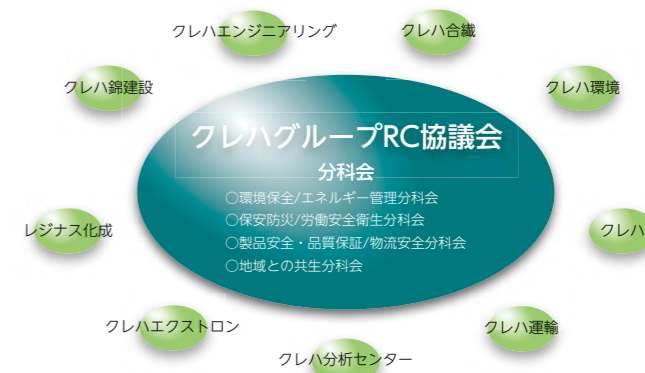 クレハエンジニアリング
クレハ合繊
クレハ錦建設
クレハ環境
クレハグループRC協議会
分科会
○環境保全/エネルギー管理分科会
○保安防災/労働安全衛生分科会
○製品安全・品質保証/物流安全分科会
○地域との共生分科会
レジナス化成
クレハ
クレハエクストロン
クレハ運輸
クレハ分析センター